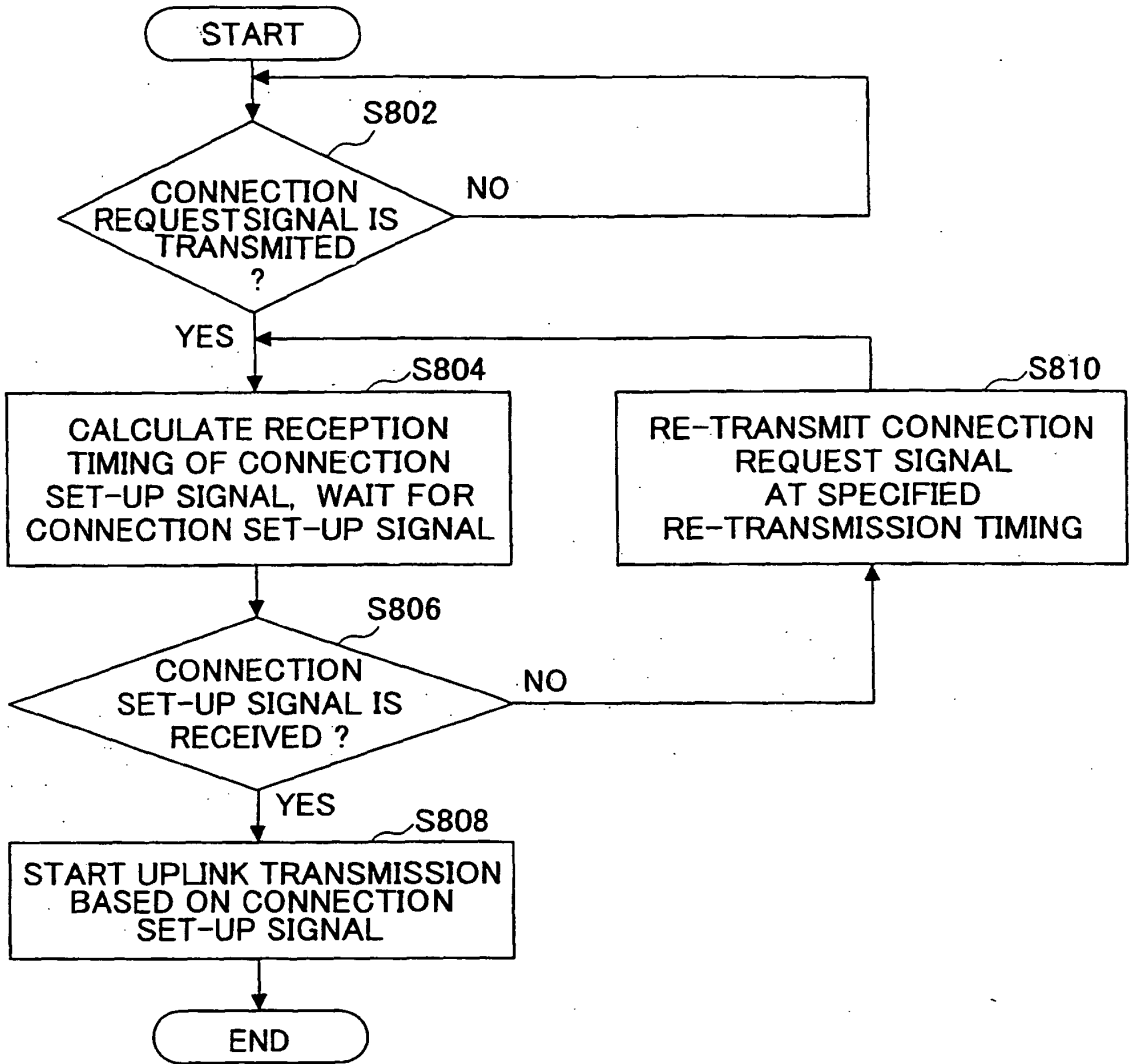 START
S802
CONNECTION
REQUEST SIGNAL IS
TRANSMITED
?
NO
YES
S804
CALCULATE RECEPTION
TIMING OF CONNECTION
SET-UP SIGNAL, WAIT FOR
CONNECTION SET-UP SIGNAL
S810
RE-TRANSMIT CONNECTION
REQUEST SIGNAL
AT SPECIFIED
RE-TRANSMISSION TIMING
S806
CONNECTION
SET-UP SIGNAL IS
RECEIVED ?
NO
YES
S808
START UPLINK TRANSMISSION
BASED ON CONNECTION
SET-UP SIGNAL
END